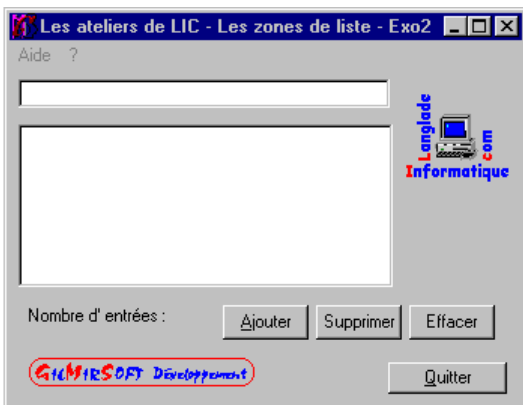 Les ateliers de LIC - Les zones de liste - Exo2
Aide ?
Langlade
Informatique
com
Nombre d' entrées :
Ajouter Supprimer Effacer
GilMirSoft Développement
Quitter